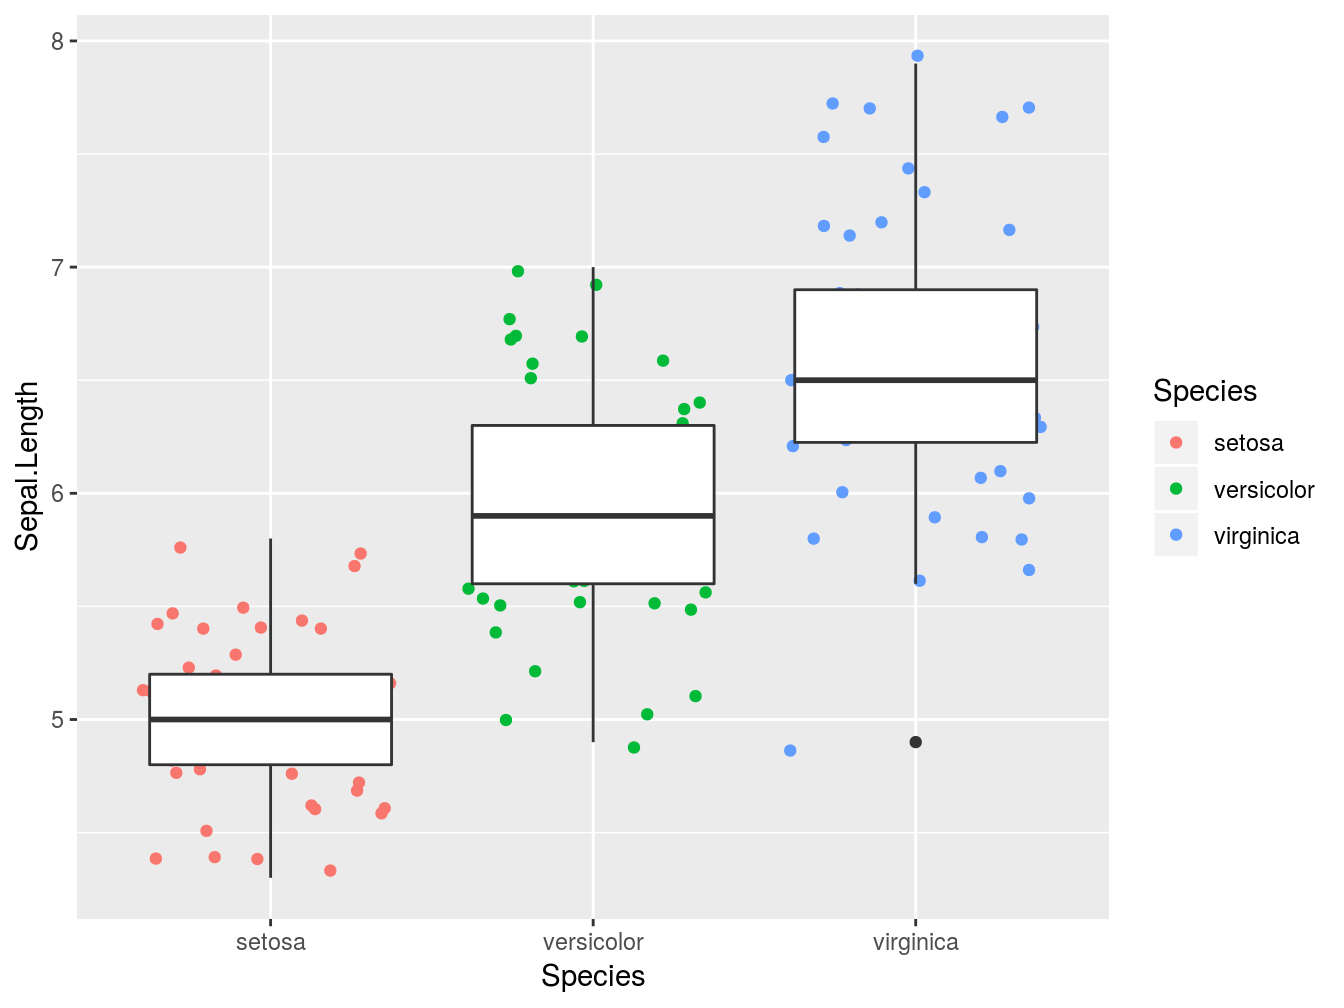 8
7
6
5
Sepal.Length
setosa
versicolor
virginica
Species
Species
setosa
versicolor
virginica